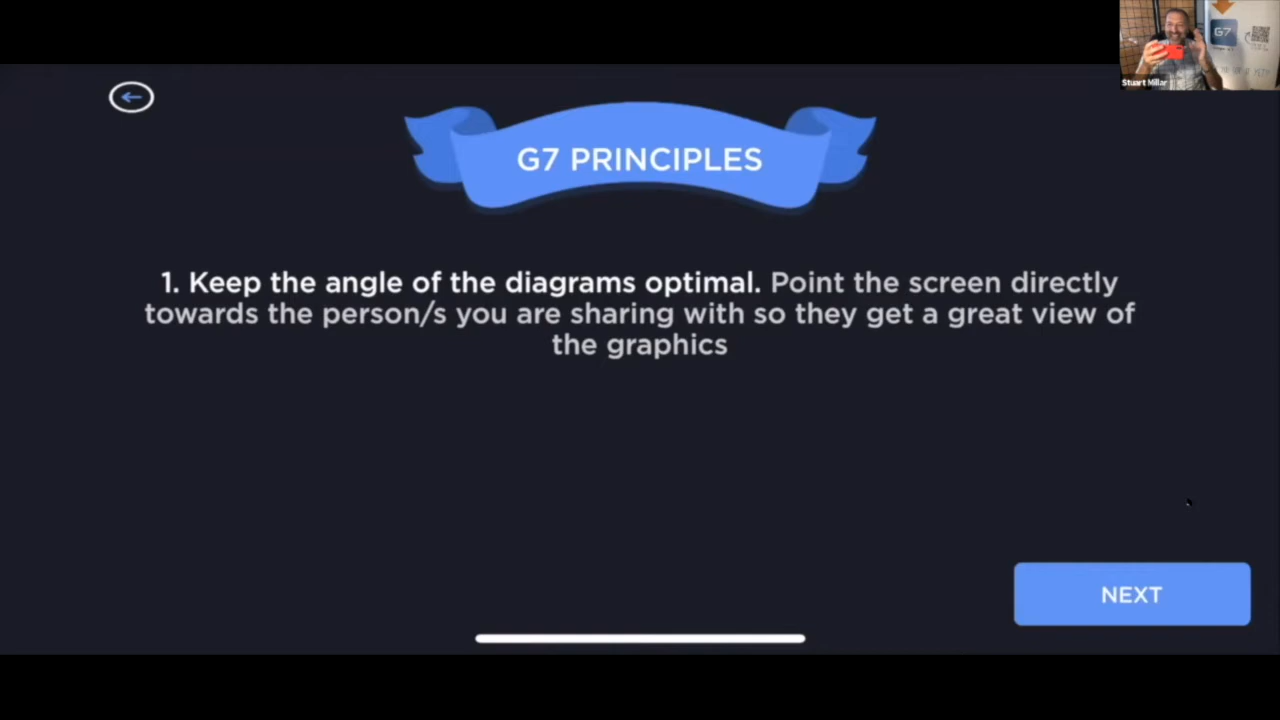 G7
Stuart Millar
G7 PRINCIPLES
1. Keep the angle of the diagrams optimal. Point the screen directly
towards the person/s you are sharing with so they get a great view of
the graphics
NEXT